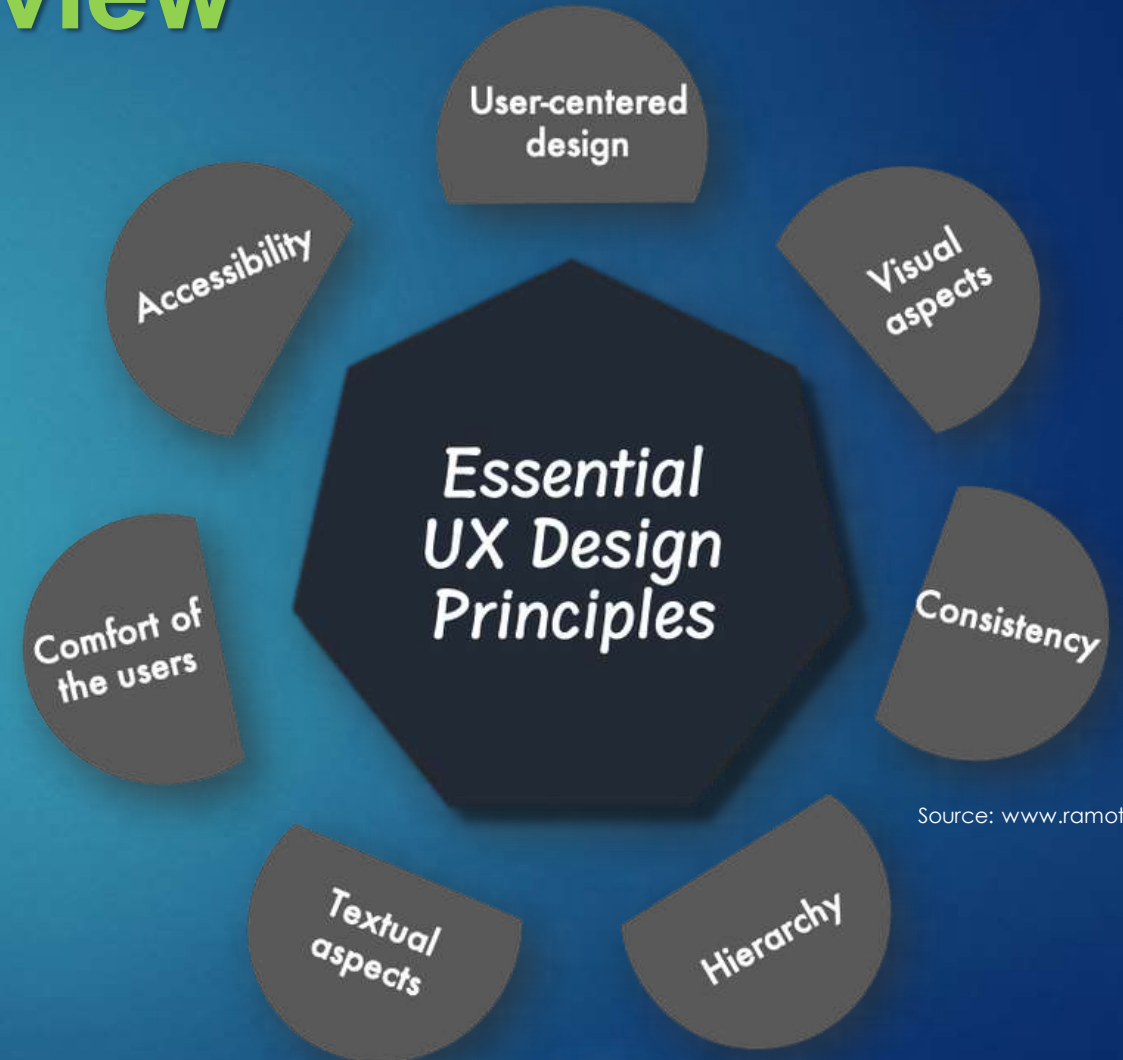 view
User-centered
design
Visual
aspects
Consistency
Hierarchy
Textual
aspects
Comfort of
the users
Accessibility
Essential
UX Design
Principles
Source: www.ramot